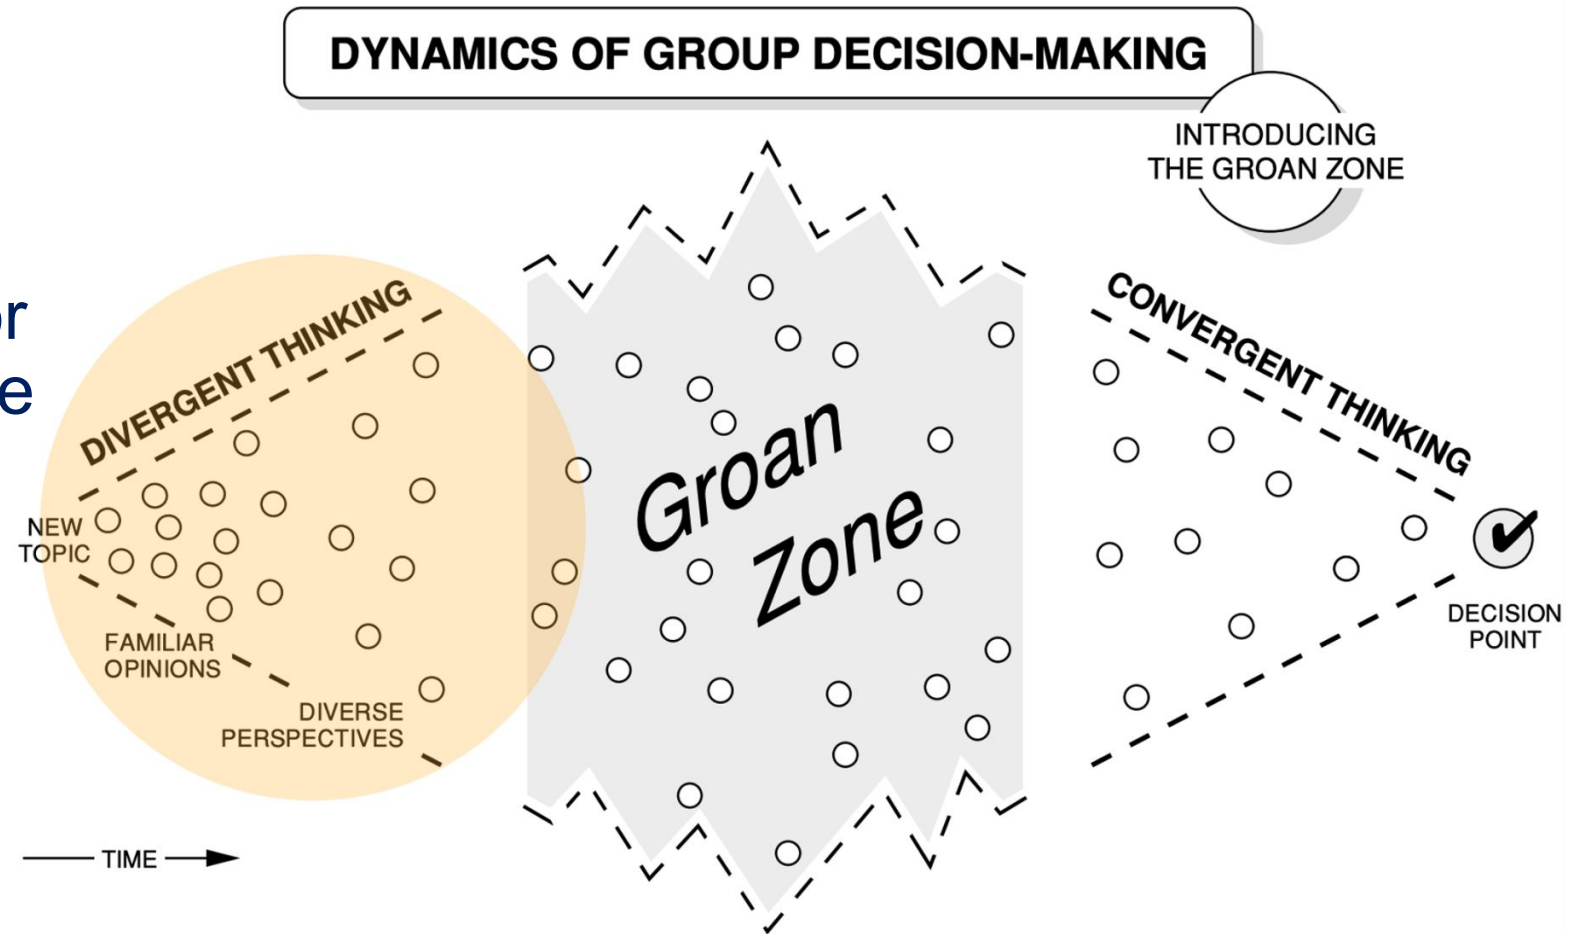 DYNAMICS OF GROUP DECISION-MAKING
INTRODUCING
THE GROAN ZONE
or
e
DIVERGENT THINKING
NEW
TOPIC
FAMILIAR
OPINIONS
DIVERSE
PERSPECTIVES
Groan
Zone
CONVERGENT THINKING
DECISION
POINT
TIME